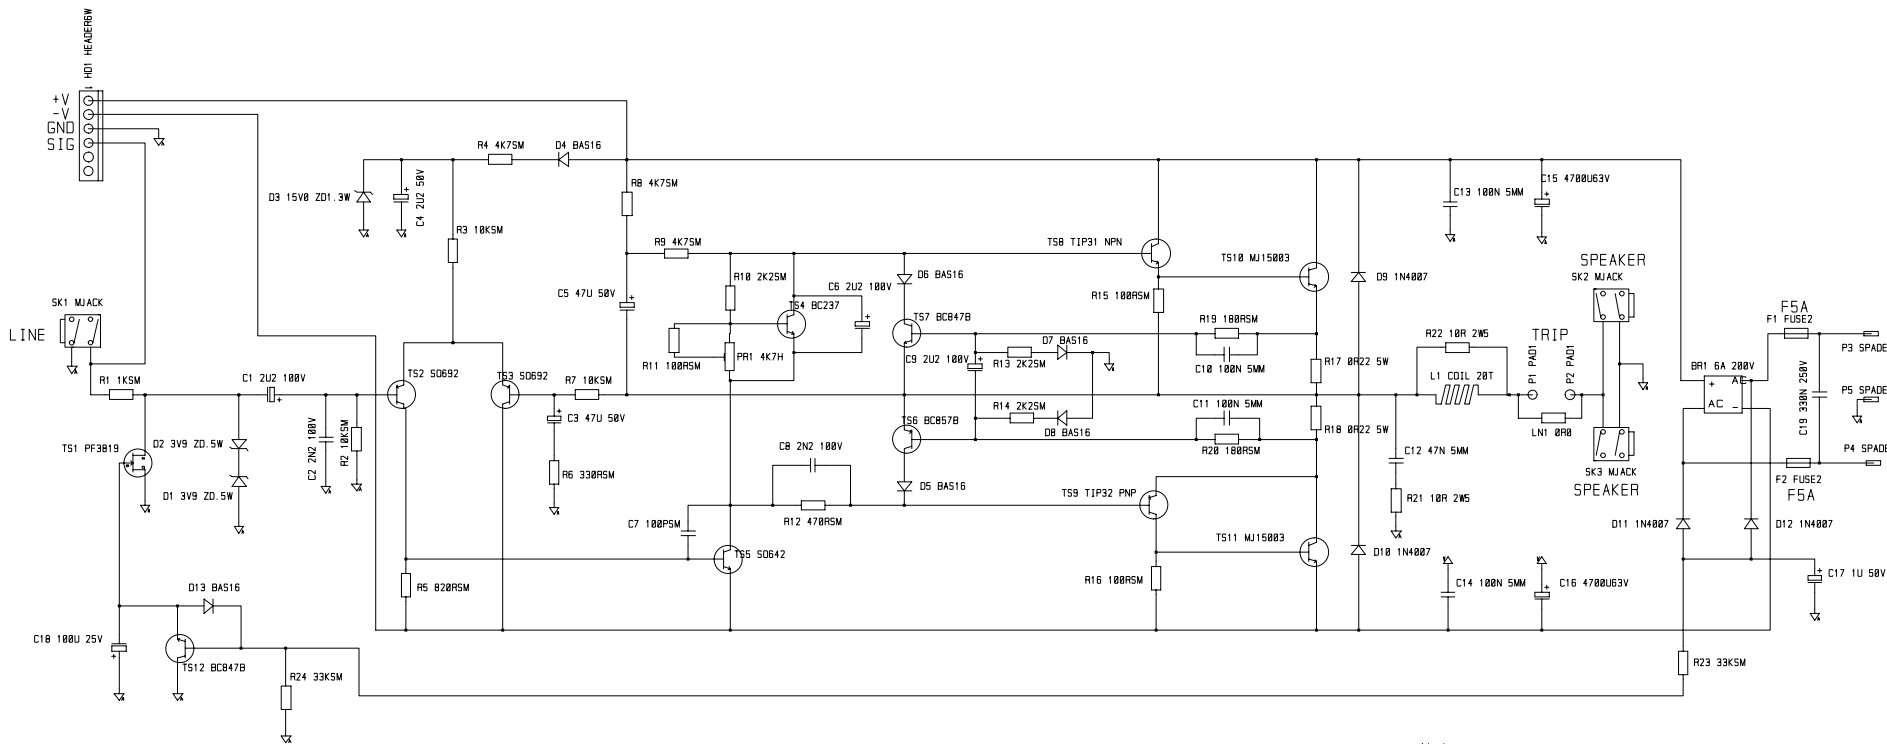 HD1 HEADER6W
1
+V
-V
GND
SIG
R4 4K7SM
D4 BAS16
D3 15V0 ZD1.3W
C4 2U2 50V
+
R3 10KSM
R8 4K7SM
R9 4K7SM
C5 47U 50V
+
R10 2K2SM
TS4 BC237
C6 2U2 100V
+
R11 100RSM
PR1 4K7H
D6 BAS16
TS7 BC847B
C9 2U2 100V
+
R13 2K2SM
D7 BAS16
R14 2K2SM
D8 BAS16
TS6 BC857B
D5 BAS16
TS8 TIP31 NPN
TS10 MJ15003
R15 100RSM
R19 180RSM
C10 100N 5MM
C11 100N 5MM
R20 180RSM
R17 0R22 5W
R18 0R22 5W
TS9 TIP32 PNP
TS11 MJ15003
R16 100RSM
D9 1N4007
D10 1N4007
C13 100N 5MM
C15 4700U63V
+
C14 100N 5MM
C16 4700U63V
+
C12 47N 5MM
R21 10R 2W5
R22 10R 2W5
L1 COIL 20T
TRIP
P1 PAD1
P2 PAD1
LN1 0R0
SPEAKER
SK2 MJACK
SK3 MJACK
SPEAKER
F5A
F1 FUSE2
P3 SPADE
BR1 6A 200V
+ AC
AC -
C19 330N 250V
P5 SPADE
P4 SPADE
F2 FUSE2
F5A
D11 1N4007
D12 1N4007
C17 1U 50V
+
R23 33KSM
SK1 MJACK
LINE
R1 1KSM
C1 2U2 100V
+
TS1 PF3819
D2 3V9 ZD.5W
D1 3V9 ZD.5W
C2 2N2 100V
R2 10KSM
TS2 SO692
TS3 SO692
R7 10KSM
C3 47U 50V
+
R6 330RSM
C8 2N2 100V
R12 470RSM
C7 100PSM
TS5 SO642
R5 820RSM
D13 BAS16
C18 100U 25V
+
TS12 BC847B
R24 33KSM